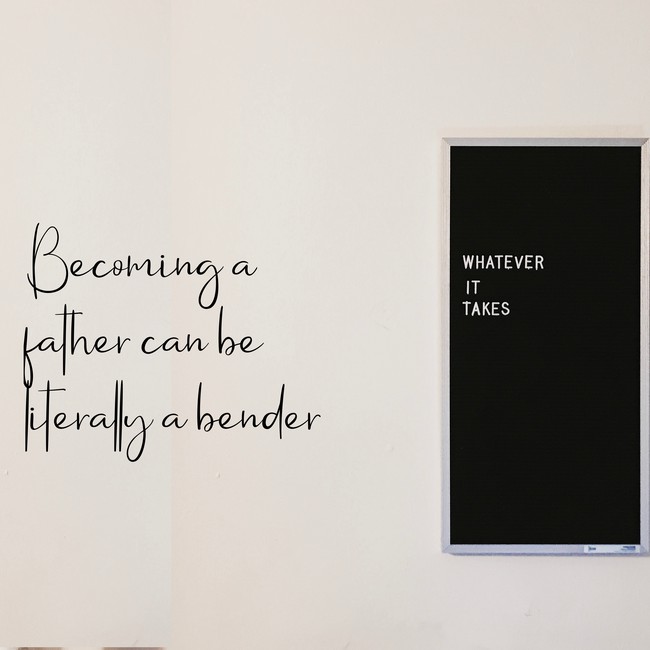 Becoming a
father can be
literally a bender
WHATEVER
IT
TAKES